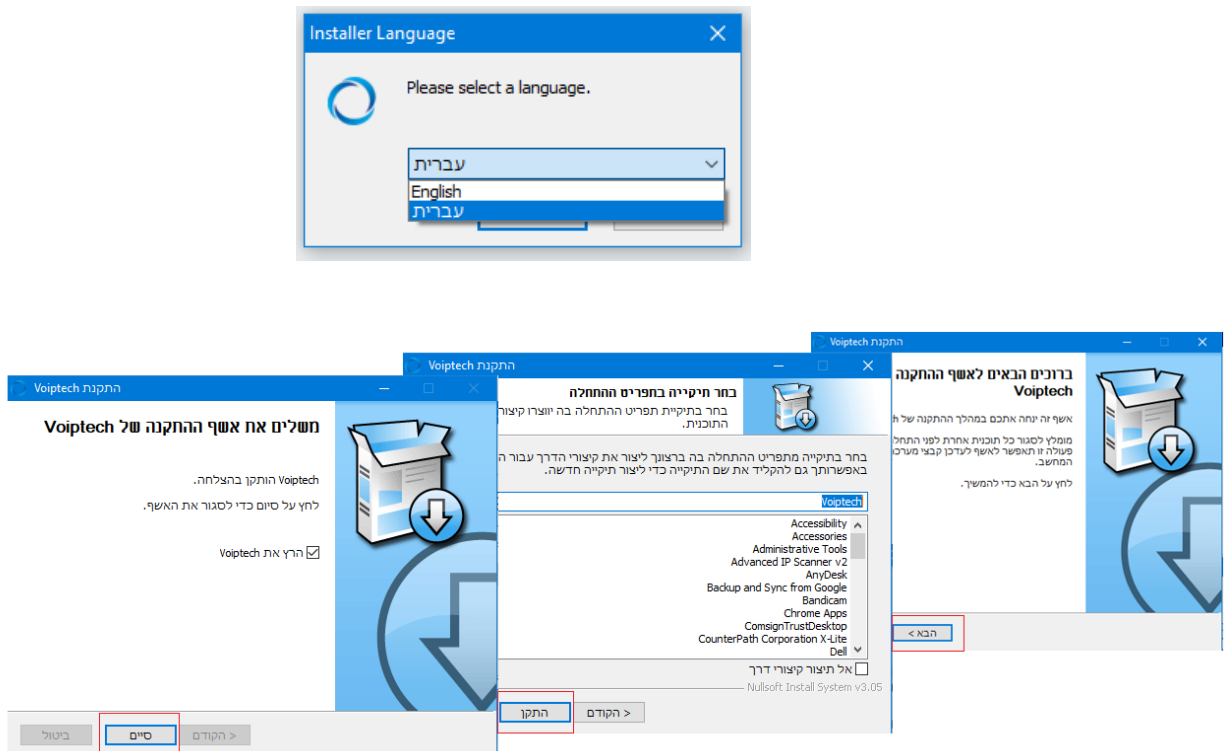 Installer Language
Please select a language.
עברית
English
עברית
התקנת Voiptech
ברוכים הבאים לאשף ההתקנה
Voiptech
אשף זה ינחה אתכם במהלך ההתקנה של
מומלץ לסגור כל תוכנית אחרת לפני
פעולה זו תאפשר לאשף לעדכן קבצי
המחשב.
לחץ על הבא כדי להמשיך.
הבא >
התקנת Voiptech
בחר תיקייה בתפריט ההתחלה
בחר בתיקיית תפריט ההתחלה בה יווצרו
התוכנית.
בחר בתיקייה מתפריט ההתחלה בה ברצונך ליצור את קיצורי הדרך עבור
באפשרותך גם להקליד את שם התיקייה כדי ליצור תיקייה חדשה.
Voiptech
Accessibility
Accessories
Administrative Tools
Advanced IP Scanner v2
AnyDesk
Backup and Sync from Google
Bandicam
Chrome Apps
ComsignTrustDesktop
CounterPath Corporation X-Lite
Dell
אל תיצור קיצורי דרך
Nullsoft Install System v3.05
< הקודם
התקן
התקנת Voiptech
משלים את אשף ההתקנה של Voiptech
Voiptech הותקן בהצלחה.
לחץ על סיום כדי לסגור את האשף.
הרץ את Voiptech
< הקודם
סיים
ביטול